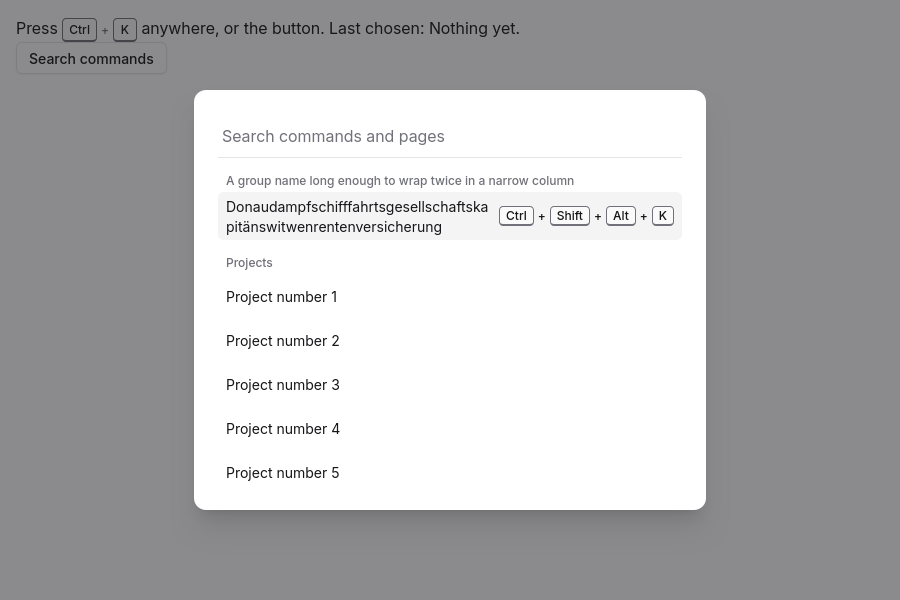 Press Ctrl + K anywhere, or the button. Last chosen: Nothing yet.
Search commands
Search commands and pages
A group name long enough to wrap twice in a narrow column
Donaudampfschifffahrtsgesellschaftska Ctrl + Shift + Alt + K
pitänswitwenrentenversicherung
Projects
Project number 1
Project number 2
Project number 3
Project number 4
Project number 5